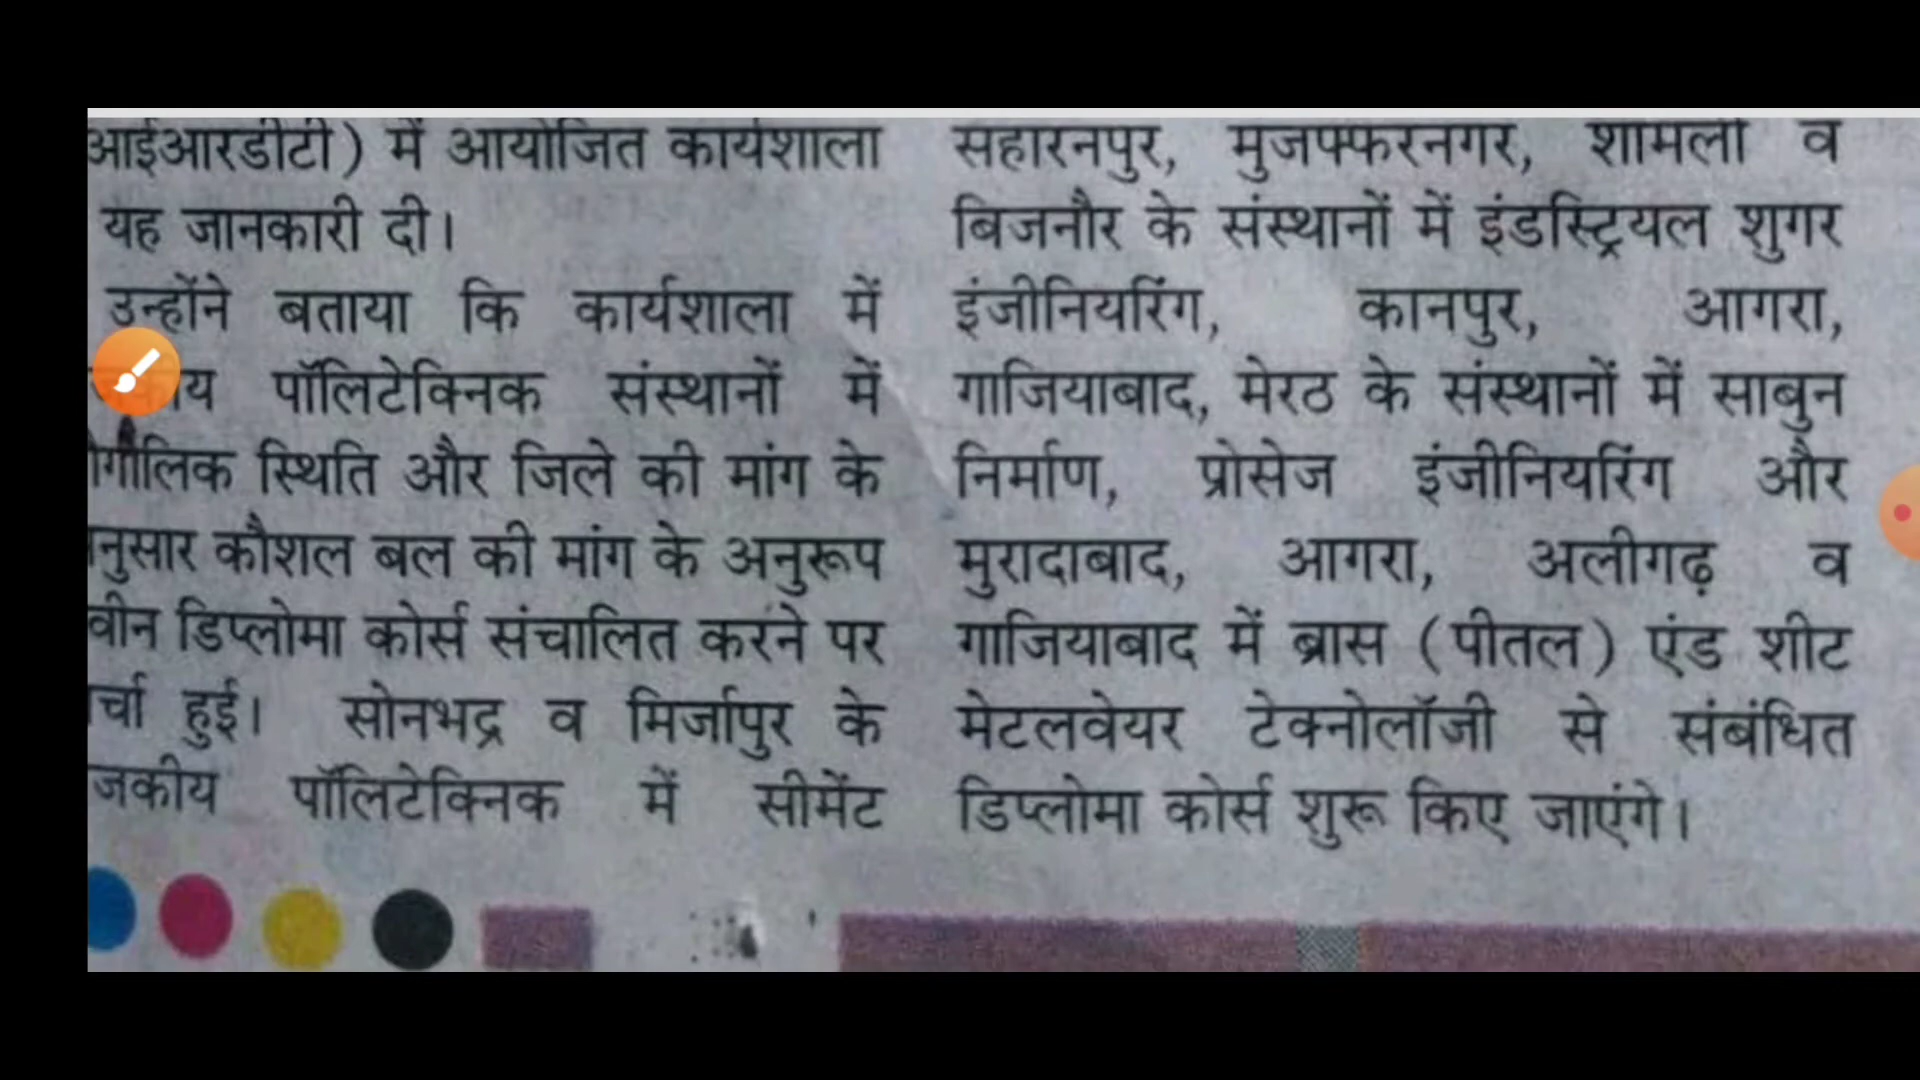 आईआरडीटी) में आयोजित कार्यशाला
यह जानकारी दी।
उन्होंने बताया कि कार्यशाला में
पॉलिटेक्निक संस्थानों में
स्थिति और जिले की मांग के
कौशल बल की मांग के अनुरूप
डिप्लोमा कोर्स संचालित करने पर
हुई। सोनभद्र व मिर्जापुर के
जकीय पॉलिटेक्निक में सीमेंट
सहारनपुर, मुजफ्फरनगर, शामली व
बिजनौर के संस्थानों में इंडस्ट्रियल शुगर
इंजीनियरिंग, कानपुर, आगरा,
गाजियाबाद, मेरठ के संस्थानों में साबुन
निर्माण, प्रोसेज इंजीनियरिंग और
मुरादाबाद, आगरा, अलीगढ़ व
गाजियाबाद में ब्रास (पीतल) एंड शीट
मेटलवेयर टेक्नोलॉजी से संबंधित
डिप्लोमा कोर्स शुरू किए जाएंगे।